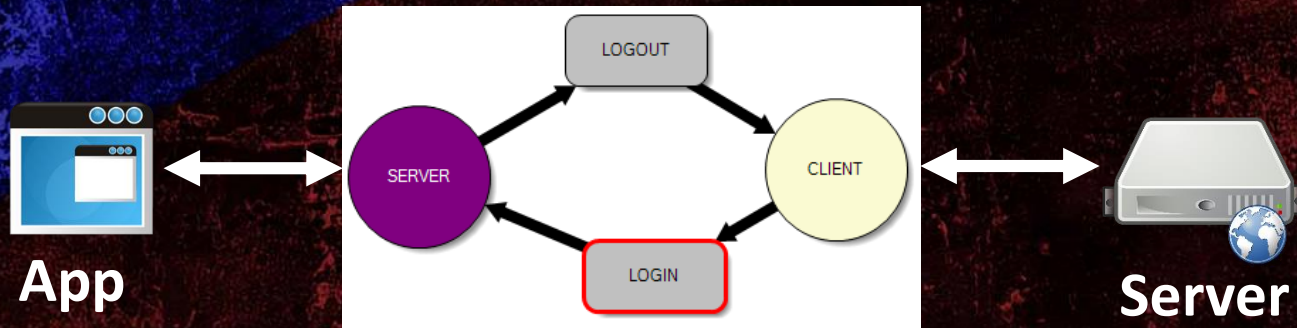 LOGOUT
SERVER
CLIENT
LOGIN
App
Server